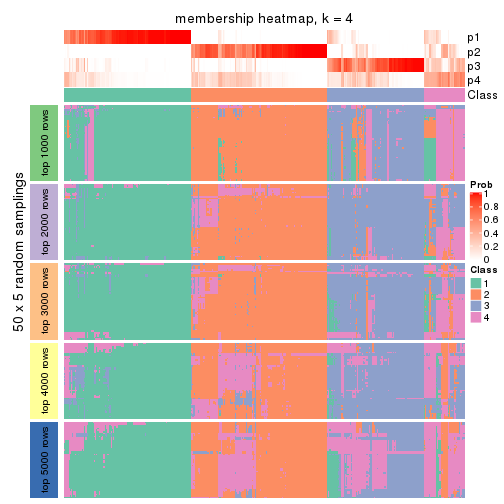 membership heatmap, k = 4
p1
p2
p3
p4
Class
50 x 5 random samplings
top 1000 rows
top 2000 rows
top 3000 rows
top 4000 rows
top 5000 rows
Prob
1
0.8
0.6
0.4
0.2
0
Class
1
2
3
4